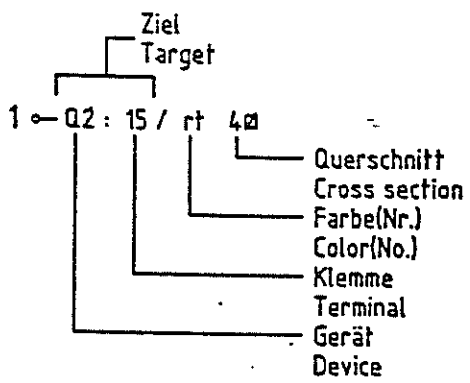 Ziel
Target
1 Q2 : 15 / rt 4⌀
Querschnitt
Cross section
Farbe(Nr.)
Color(No.)
Klemme
Terminal
Gerät
Device